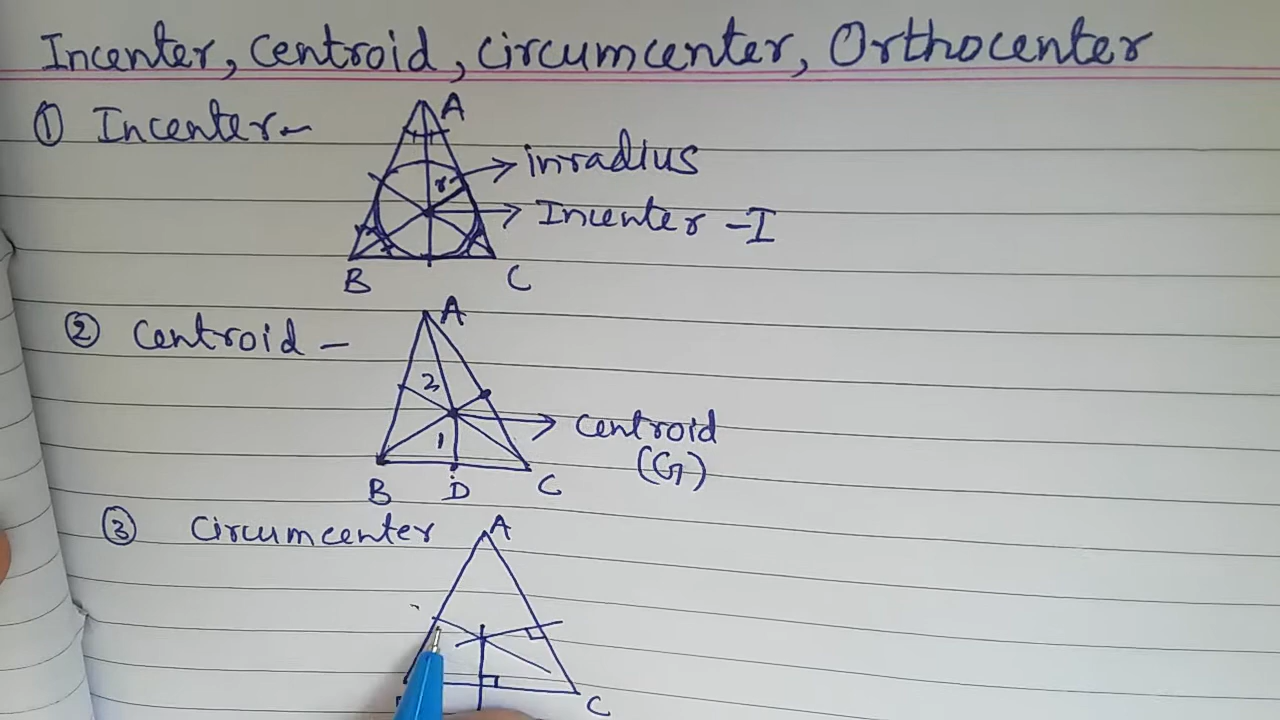 Incenter, Centroid, Circumcenter, Orthocenter
① Incenter –
A
r
inradius
Incenter – I
B C
② Centroid –
A
2
1
Centroid
(G)
B D C
③ Circumcenter
A
C